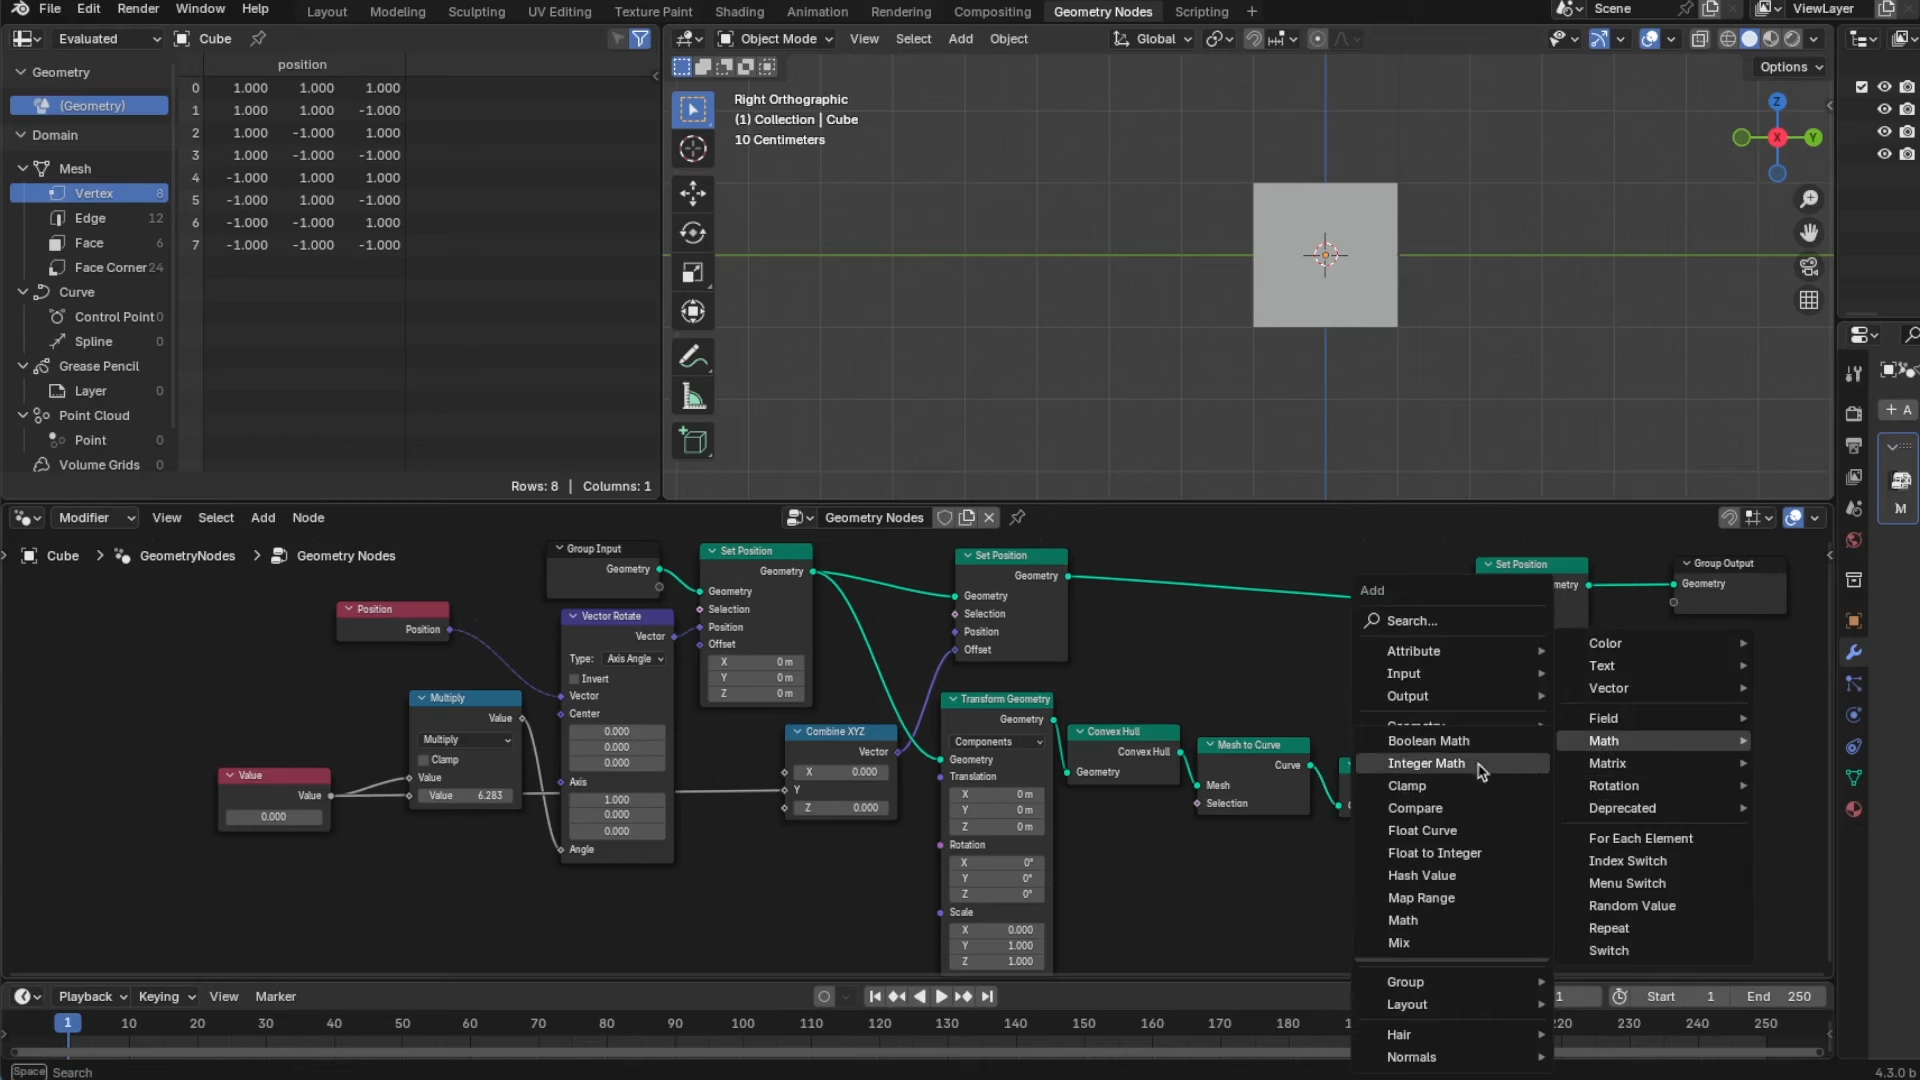 File Edit Render Window Help
Layout Modeling Sculpting UV Editing Texture Paint Shading Animation Rendering Compositing Geometry Nodes Scripting +
Scene
ViewLayer
Evaluated Cube
Object Mode View Select Add Object
Global
Options
position
Geometry
(Geometry)
Domain
Mesh
Vertex 8
Edge 12
Face 6
Face Corner 24
Curve
Control Point 0
Spline 0
Grease Pencil
Layer 0
Point Cloud
Point 0
Volume Grids 0
0 1.000 1.000 1.000
1 1.000 1.000 -1.000
2 1.000 -1.000 1.000
3 1.000 -1.000 -1.000
4 -1.000 1.000 1.000
5 -1.000 1.000 -1.000
6 -1.000 -1.000 1.000
7 -1.000 -1.000 -1.000
Rows: 8 | Columns: 1
Right Orthographic
(1) Collection | Cube
10 Centimeters
Z
X
Y
+ A
M
Modifier View Select Add Node
Geometry Nodes
Cube > GeometryNodes > Geometry Nodes
Position
Position
Value
Value
0.000
Multiply
Value
Multiply
Clamp
Value
Value 6.283
Group Input
Geometry
Vector Rotate
Vector
Type: Axis Angle
Invert
Vector
Center
0.000
0.000
0.000
Axis
1.000
0.000
0.000
Angle
Set Position
Geometry
Geometry
Selection
Position
Offset
X 0 m
Y 0 m
Z 0 m
Combine XYZ
Vector
X 0.000
Y
Z 0.000
Set Position
Geometry
Geometry
Selection
Position
Offset
Transform Geometry
Geometry
Components
Geometry
Translation
X 0 m
Y 0 m
Z 0 m
Rotation
X 0°
Y 0°
Z 0°
Scale
X 0.000
Y 1.000
Z 1.000
Convex Hull
Convex Hull
Geometry
Mesh to Curve
Curve
Mesh
Selection
Set Position
metry
Group Output
Geometry
Add
Search...
Attribute
Input
Output
Boolean Math
Integer Math
Clamp
Compare
Float Curve
Float to Integer
Hash Value
Map Range
Math
Mix
Group
Layout
Hair
Normals
Color
Text
Vector
Field
Math
Matrix
Rotation
Deprecated
For Each Element
Index Switch
Menu Switch
Random Value
Repeat
Switch
Playback Keying View Marker
1 Start 1 End 250
1 10 20 30 40 50 60 70 80 90 100 110 120 130 140 150 160 170 180 1 220 230 240 250
Space Search
4.3.0 b